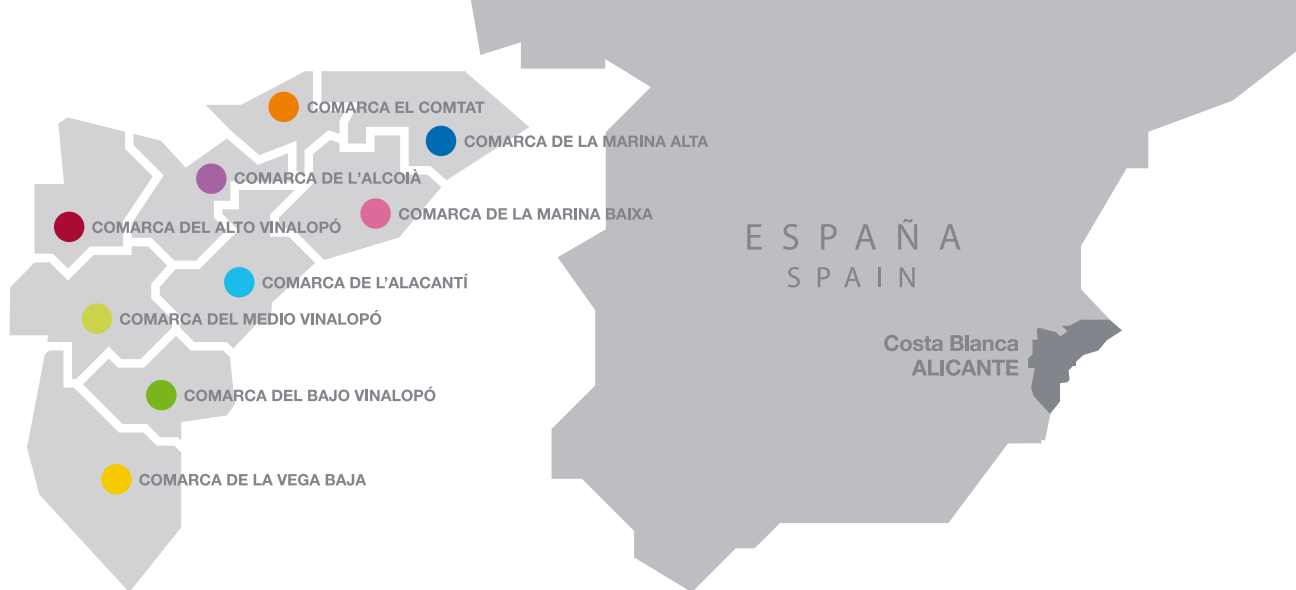 COMARCA EL COMTAT
COMARCA DE LA MARINA ALTA
COMARCA DE L'ALCOIÀ
COMARCA DE LA MARINA BAIXA
COMARCA DEL ALTO VINALOPÓ
COMARCA DE L'ALACANTÍ
COMARCA DEL MEDIO VINALOPÓ
COMARCA DEL BAJO VINALOPÓ
COMARCA DE LA VEGA BAJA
ESPAÑA
SPAIN
Costa Blanca
ALICANTE